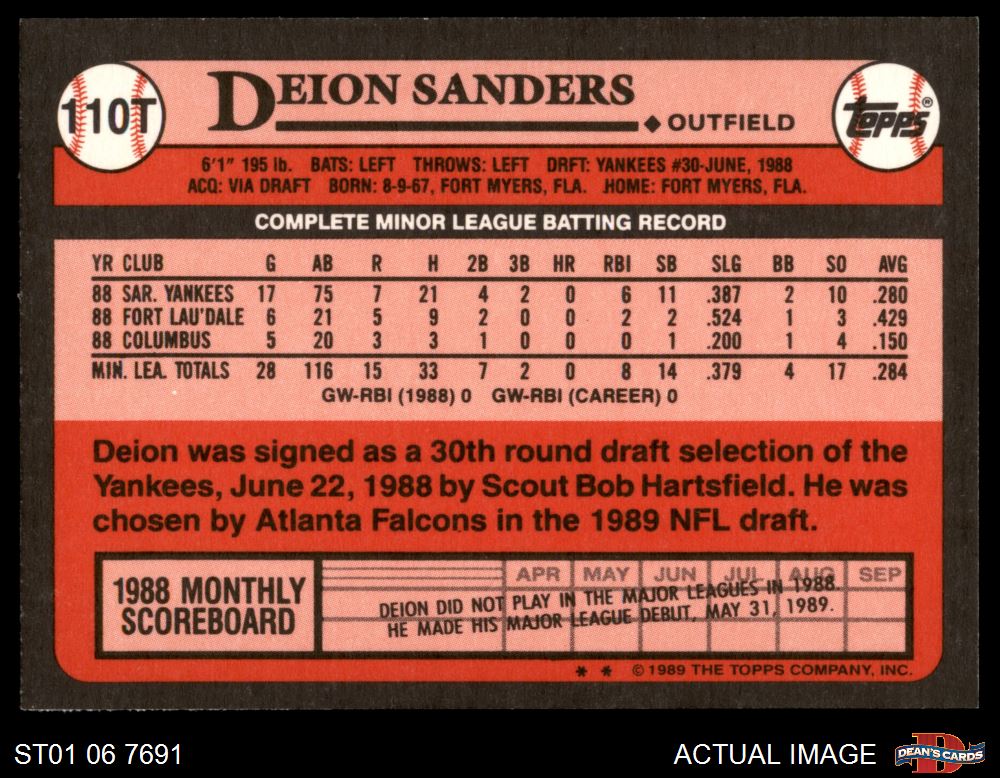 110T
DEION SANDERS
◆ OUTFIELD
TOPPS®
6'1" 195 lb. BATS: LEFT THROWS: LEFT DRFT: YANKEES #30-JUNE, 1988
ACQ: VIA DRAFT BORN: 8-9-67, FORT MYERS, FLA. HOME: FORT MYERS, FLA.
COMPLETE MINOR LEAGUE BATTING RECORD
YR CLUB G AB R H 2B 3B HR RBI SB SLG BB SO AVG
88 SAR. YANKEES 17 75 7 21 4 2 0 6 11 .387 2 10 .280
88 FORT LAU'DALE 6 21 5 9 2 0 0 2 2 .524 1 3 .429
88 COLUMBUS 5 20 3 3 1 0 0 0 1 .200 1 4 .150
MIN. LEA. TOTALS 28 116 15 33 7 2 0 8 14 .379 4 17 .284
GW-RBI (1988) 0 GW-RBI (CAREER) 0
Deion was signed as a 30th round draft selection of the
Yankees, June 22, 1988 by Scout Bob Hartsfield. He was
chosen by Atlanta Falcons in the 1989 NFL draft.
1988 MONTHLY
SCOREBOARD
APR MAY JUN JUL AUG SEP
DEION DID NOT PLAY IN THE MAJOR LEAGUES IN 1988.
HE MADE HIS MAJOR LEAGUE DEBUT, MAY 31, 1989.
* * © 1989 THE TOPPS COMPANY, INC.
ST01 06 7691
ACTUAL IMAGE
DEAN'S CARDS